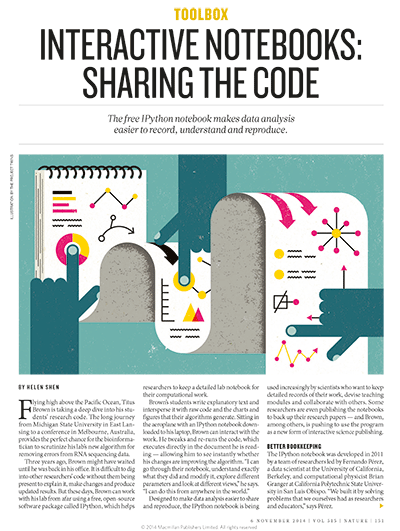 TOOLBOX
INTERACTIVE NOTEBOOKS:
SHARING THE CODE
The free IPython notebook makes data analysis
easier to record, understand and reproduce.
ILLUSTRATION BY THE PROJECT TWINS
BY HELEN SHEN
Flying high above the Pacific Ocean, Titus
Brown is taking a deep dive into his stu-
dents' research code. The long journey
from Michigan State University in East Lan-
sing to a conference in Melbourne, Australia,
provides the perfect chance for the bioinforma-
tician to scrutinize his lab's new algorithm for
removing errors from RNA sequencing data.
Three years ago, Brown might have waited
until he was back in his office. It is difficult to dig
into other researchers' code without them being
present to explain it, make changes and produce
updated results. But these days, Brown can work
with his lab from afar using a free, open-source
software package called IPython, which helps
researchers to keep a detailed lab notebook for
their computational work.
Brown's students write explanatory text and
intersperse it with raw code and the charts and
figures that their algorithms generate. Sitting in
the aeroplane with an IPython notebook down-
loaded to his laptop, Brown can interact with the
work. He tweaks and re-runs the code, which
executes directly in the document he is read-
ing — allowing him to see instantly whether
his changes are improving the algorithm. "I can
go through their notebook, understand exactly
what they did and modify it, explore different
parameters and look at different views," he says.
"I can do this from anywhere in the world."
Designed to make data analysis easier to share
and reproduce, the IPython notebook is being
used increasingly by scientists who want to keep
detailed records of their work, devise teaching
modules and collaborate with others. Some
researchers are even publishing the notebooks
to back up their research papers — and Brown,
among others, is pushing to use the program
as a new form of interactive science publishing.
BETTER BOOKKEEPING
The IPython notebook was developed in 2011
by a team of researchers led by Fernando Pérez,
a data scientist at the University of California,
Berkeley, and computational physicist Brian
Granger at California Polytechnic State Univer-
sity in San Luis Obispo. "We built it by solving
problems that we ourselves had as researchers
and educators," says Pérez.
6 NOVEMBER 2014 | VOL 515 | NATURE | 151
© 2014 Macmillan Publishers Limited. All rights reserved